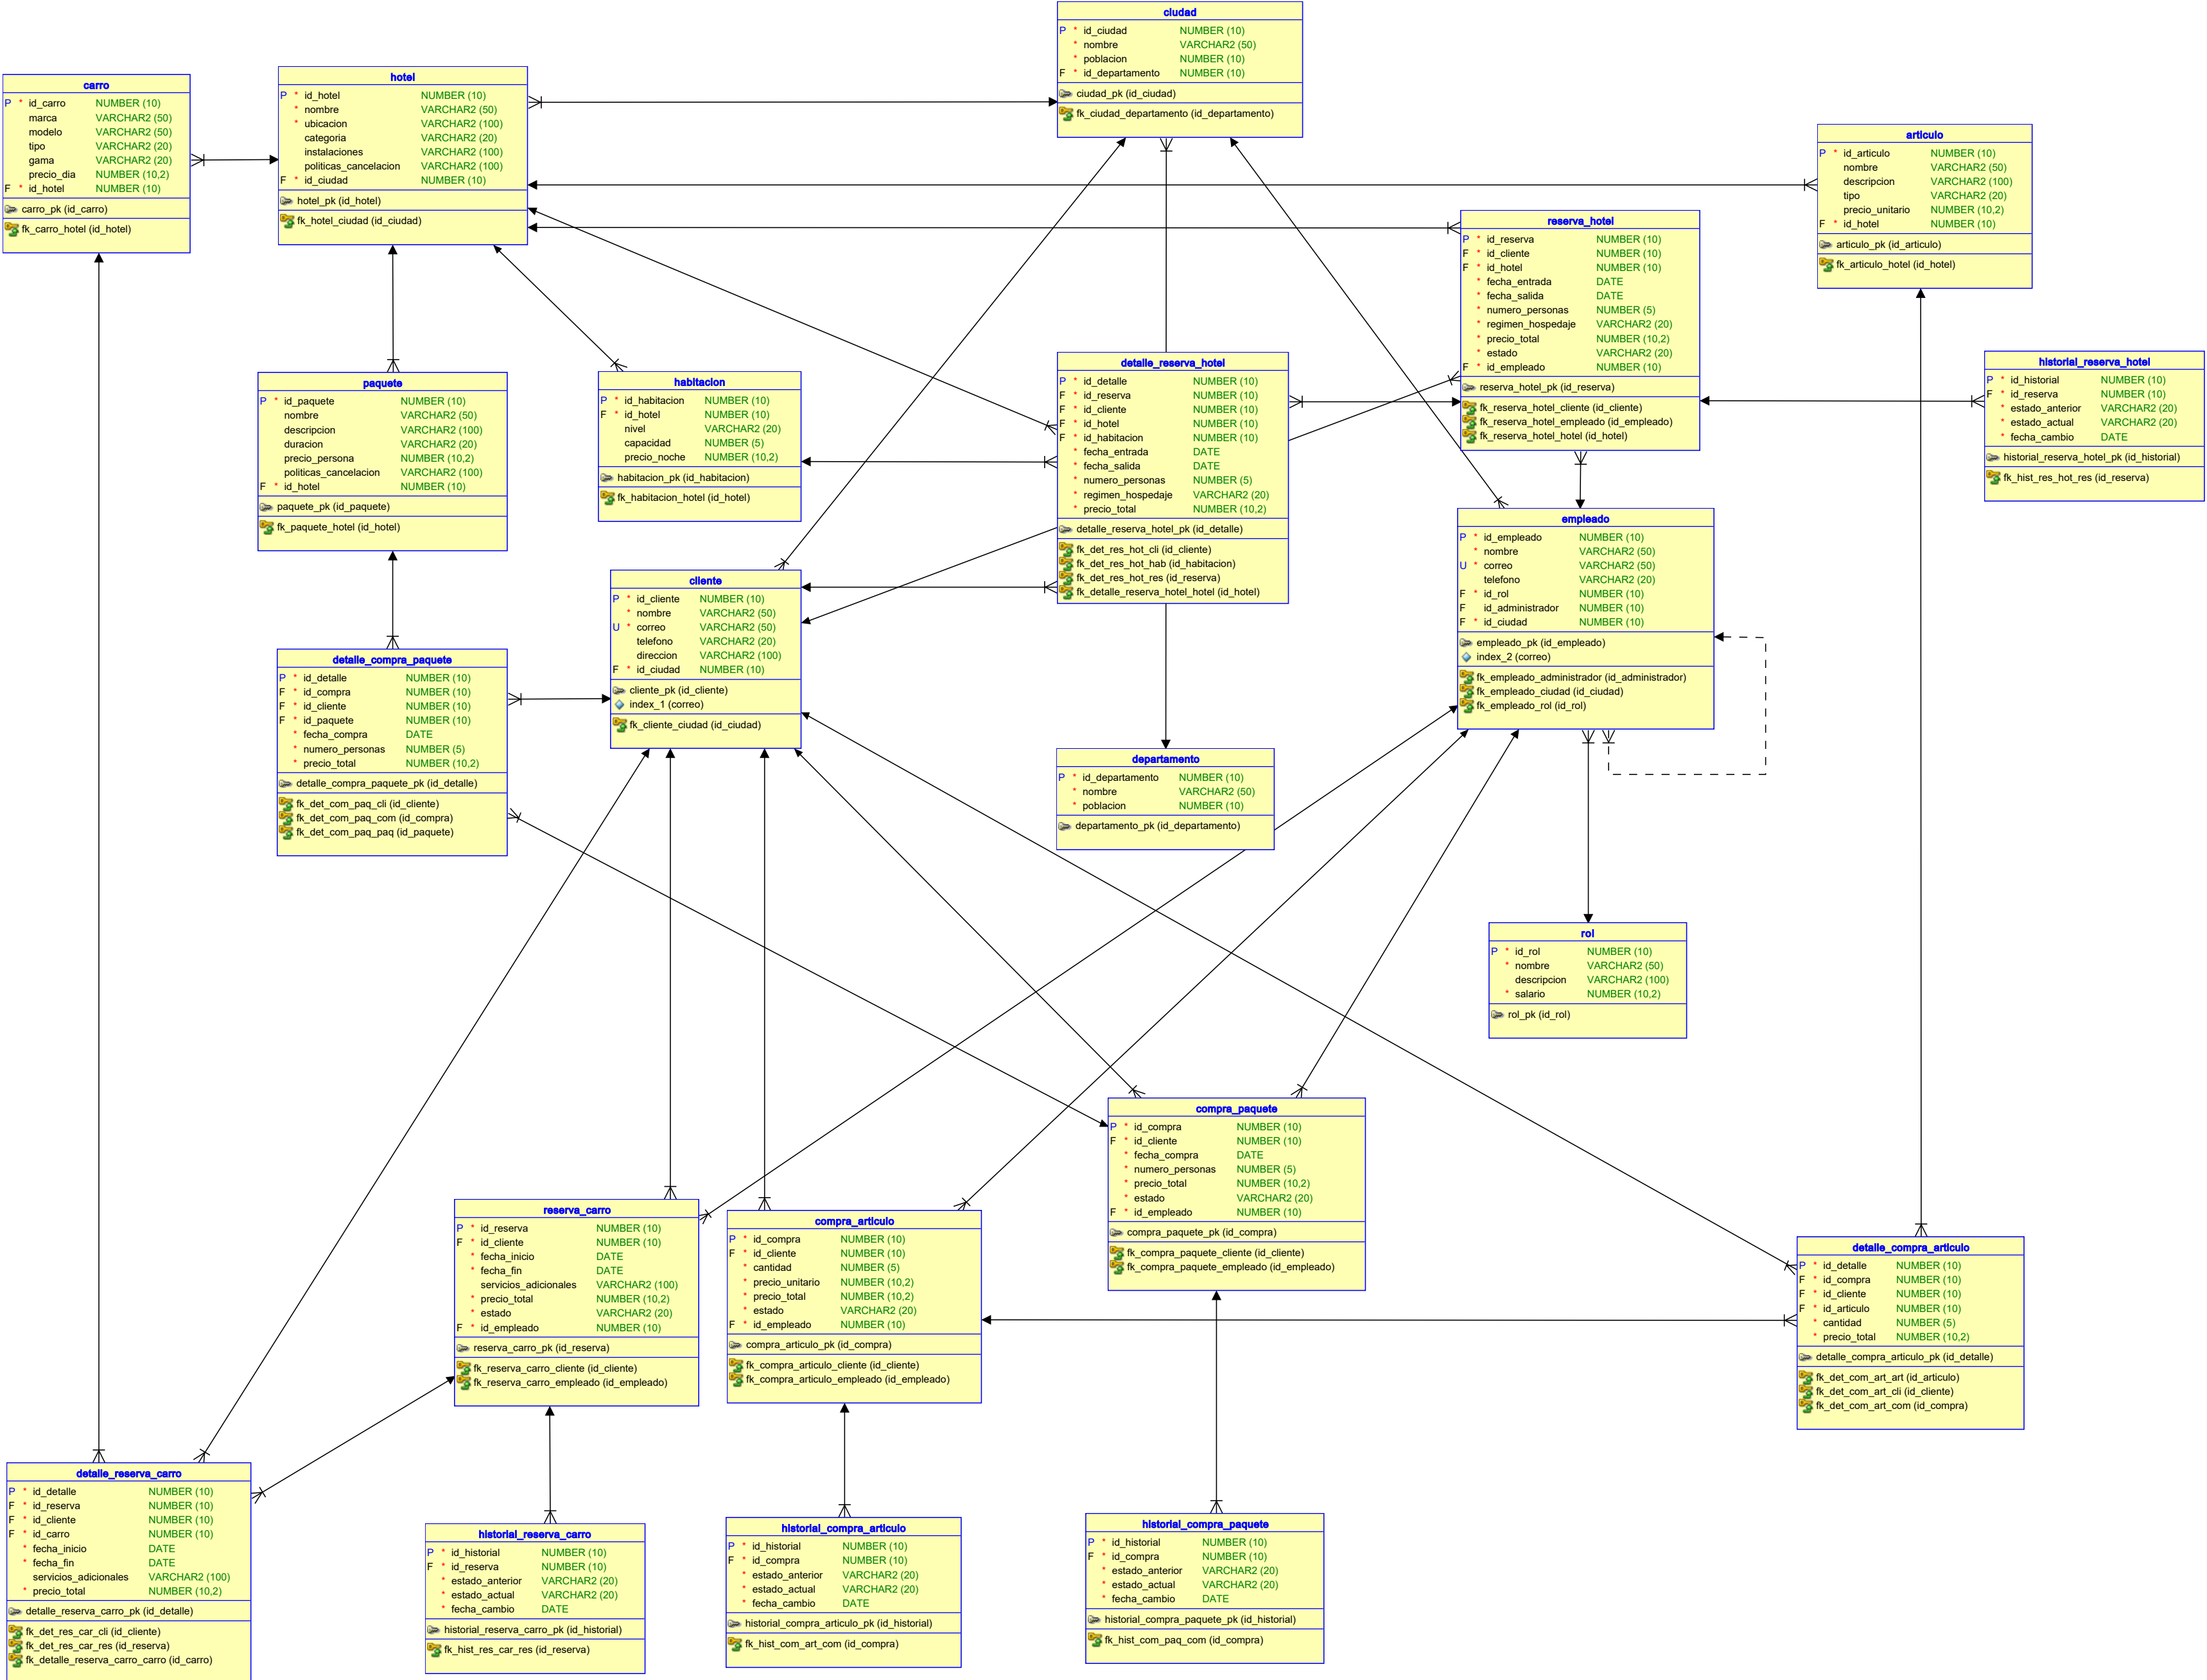 ciudad
P * id_ciudad NUMBER (10)
* nombre VARCHAR2 (50)
* poblacion NUMBER (10)
F * id_departamento NUMBER (10)
ciudad_pk (id_ciudad)
fk_ciudad_departamento (id_departamento)
carro
P * id_carro NUMBER (10)
marca VARCHAR2 (50)
modelo VARCHAR2 (50)
tipo VARCHAR2 (20)
gama VARCHAR2 (20)
precio_dia NUMBER (10,2)
F * id_hotel NUMBER (10)
carro_pk (id_carro)
fk_carro_hotel (id_hotel)
hotel
P * id_hotel NUMBER (10)
* nombre VARCHAR2 (50)
* ubicacion VARCHAR2 (100)
categoria VARCHAR2 (20)
instalaciones VARCHAR2 (100)
politicas_cancelacion VARCHAR2 (100)
F * id_ciudad NUMBER (10)
hotel_pk (id_hotel)
fk_hotel_ciudad (id_ciudad)
articulo
P * id_articulo NUMBER (10)
nombre VARCHAR2 (50)
descripcion VARCHAR2 (100)
tipo VARCHAR2 (20)
precio_unitario NUMBER (10,2)
F * id_hotel NUMBER (10)
articulo_pk (id_articulo)
fk_articulo_hotel (id_hotel)
reserva_hotel
P * id_reserva NUMBER (10)
F * id_cliente NUMBER (10)
F * id_hotel NUMBER (10)
* fecha_entrada DATE
* fecha_salida DATE
* numero_personas NUMBER (5)
* regimen_hospedaje VARCHAR2 (20)
* precio_total NUMBER (10,2)
* estado VARCHAR2 (20)
F * id_empleado NUMBER (10)
reserva_hotel_pk (id_reserva)
fk_reserva_hotel_cliente (id_cliente)
fk_reserva_hotel_empleado (id_empleado)
fk_reserva_hotel_hotel (id_hotel)
historial_reserva_hotel
P * id_historial NUMBER (10)
F * id_reserva NUMBER (10)
* estado_anterior VARCHAR2 (20)
* estado_actual VARCHAR2 (20)
* fecha_cambio DATE
historial_reserva_hotel_pk (id_historial)
fk_hist_res_hot_res (id_reserva)
paquete
P * id_paquete NUMBER (10)
nombre VARCHAR2 (50)
descripcion VARCHAR2 (100)
duracion VARCHAR2 (20)
precio_persona NUMBER (10,2)
politicas_cancelacion VARCHAR2 (100)
F * id_hotel NUMBER (10)
paquete_pk (id_paquete)
fk_paquete_hotel (id_hotel)
habitacion
P * id_habitacion NUMBER (10)
F * id_hotel NUMBER (10)
nivel VARCHAR2 (20)
capacidad NUMBER (5)
precio_noche NUMBER (10,2)
habitacion_pk (id_habitacion)
fk_habitacion_hotel (id_hotel)
detalle_reserva_hotel
P * id_detalle NUMBER (10)
F * id_reserva NUMBER (10)
F * id_cliente NUMBER (10)
F * id_hotel NUMBER (10)
F * id_habitacion NUMBER (10)
* fecha_entrada DATE
* fecha_salida DATE
* numero_personas NUMBER (5)
* regimen_hospedaje VARCHAR2 (20)
* precio_total NUMBER (10,2)
detalle_reserva_hotel_pk (id_detalle)
fk_det_res_hot_cli (id_cliente)
fk_det_res_hot_hab (id_habitacion)
fk_det_res_hot_res (id_reserva)
fk_detalle_reserva_hotel_hotel (id_hotel)
empleado
P * id_empleado NUMBER (10)
* nombre VARCHAR2 (50)
U * correo VARCHAR2 (50)
telefono VARCHAR2 (20)
F * id_rol NUMBER (10)
F id_administrador NUMBER (10)
F * id_ciudad NUMBER (10)
empleado_pk (id_empleado)
index_2 (correo)
fk_empleado_administrador (id_administrador)
fk_empleado_ciudad (id_ciudad)
fk_empleado_rol (id_rol)
cliente
P * id_cliente NUMBER (10)
* nombre VARCHAR2 (50)
U * correo VARCHAR2 (50)
telefono VARCHAR2 (20)
direccion VARCHAR2 (100)
F * id_ciudad NUMBER (10)
cliente_pk (id_cliente)
index_1 (correo)
fk_cliente_ciudad (id_ciudad)
detalle_compra_paquete
P * id_detalle NUMBER (10)
F * id_compra NUMBER (10)
F * id_cliente NUMBER (10)
F * id_paquete NUMBER (10)
* fecha_compra DATE
* numero_personas NUMBER (5)
* precio_total NUMBER (10,2)
detalle_compra_paquete_pk (id_detalle)
fk_det_com_paq_cli (id_cliente)
fk_det_com_paq_com (id_compra)
fk_det_com_paq_paq (id_paquete)
departamento
P * id_departamento NUMBER (10)
* nombre VARCHAR2 (50)
* poblacion NUMBER (10)
departamento_pk (id_departamento)
rol
P * id_rol NUMBER (10)
* nombre VARCHAR2 (50)
descripcion VARCHAR2 (100)
* salario NUMBER (10,2)
rol_pk (id_rol)
compra_paquete
P * id_compra NUMBER (10)
F * id_cliente NUMBER (10)
* fecha_compra DATE
* numero_personas NUMBER (5)
* precio_total NUMBER (10,2)
* estado VARCHAR2 (20)
F * id_empleado NUMBER (10)
compra_paquete_pk (id_compra)
fk_compra_paquete_cliente (id_cliente)
fk_compra_paquete_empleado (id_empleado)
reserva_carro
P * id_reserva NUMBER (10)
F * id_cliente NUMBER (10)
* fecha_inicio DATE
* fecha_fin DATE
servicios_adicionales VARCHAR2 (100)
* precio_total NUMBER (10,2)
* estado VARCHAR2 (20)
F * id_empleado NUMBER (10)
reserva_carro_pk (id_reserva)
fk_reserva_carro_cliente (id_cliente)
fk_reserva_carro_empleado (id_empleado)
compra_articulo
P * id_compra NUMBER (10)
F * id_cliente NUMBER (10)
* cantidad NUMBER (5)
* precio_unitario NUMBER (10,2)
* precio_total NUMBER (10,2)
* estado VARCHAR2 (20)
F * id_empleado NUMBER (10)
compra_articulo_pk (id_compra)
fk_compra_articulo_cliente (id_cliente)
fk_compra_articulo_empleado (id_empleado)
detalle_compra_articulo
P * id_detalle NUMBER (10)
F * id_compra NUMBER (10)
F * id_cliente NUMBER (10)
F * id_articulo NUMBER (10)
* cantidad NUMBER (5)
* precio_total NUMBER (10,2)
detalle_compra_articulo_pk (id_detalle)
fk_det_com_art_art (id_articulo)
fk_det_com_art_cli (id_cliente)
fk_det_com_art_com (id_compra)
detalle_reserva_carro
P * id_detalle NUMBER (10)
F * id_reserva NUMBER (10)
F * id_cliente NUMBER (10)
F * id_carro NUMBER (10)
* fecha_inicio DATE
* fecha_fin DATE
servicios_adicionales VARCHAR2 (100)
* precio_total NUMBER (10,2)
detalle_reserva_carro_pk (id_detalle)
fk_det_res_car_cli (id_cliente)
fk_det_res_car_res (id_reserva)
fk_detalle_reserva_carro_carro (id_carro)
historial_reserva_carro
P * id_historial NUMBER (10)
F * id_reserva NUMBER (10)
* estado_anterior VARCHAR2 (20)
* estado_actual VARCHAR2 (20)
* fecha_cambio DATE
historial_reserva_carro_pk (id_historial)
fk_hist_res_car_res (id_reserva)
historial_compra_articulo
P * id_historial NUMBER (10)
F * id_compra NUMBER (10)
* estado_anterior VARCHAR2 (20)
* estado_actual VARCHAR2 (20)
* fecha_cambio DATE
historial_compra_articulo_pk (id_historial)
fk_hist_com_art_com (id_compra)
historial_compra_paquete
P * id_historial NUMBER (10)
F * id_compra NUMBER (10)
* estado_anterior VARCHAR2 (20)
* estado_actual VARCHAR2 (20)
* fecha_cambio DATE
historial_compra_paquete_pk (id_historial)
fk_hist_com_paq_com (id_compra)